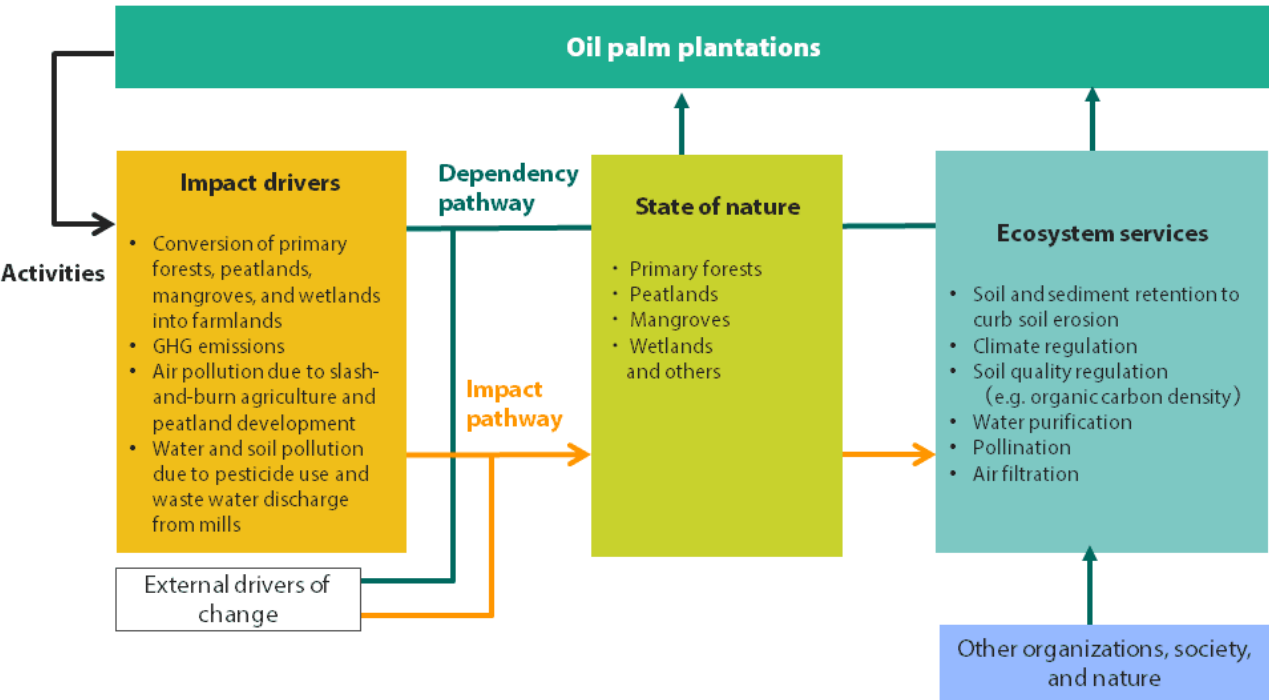 Oil palm plantations
Activities
Impact drivers
• Conversion of primary
forests, peatlands,
mangroves, and wetlands
into farmlands
• GHG emissions
• Air pollution due to slash-
and-burn agriculture and
peatland development
• Water and soil pollution
due to pesticide use and
waste water discharge
from mills
External drivers of
change
Dependency
pathway
Impact
pathway
State of nature
・Primary forests
・Peatlands
・Mangroves
・Wetlands
and others
Ecosystem services
• Soil and sediment retention to
curb soil erosion
• Climate regulation
• Soil quality regulation
（e.g. organic carbon density）
• Water purification
• Pollination
• Air filtration
Other organizations, society,
and nature